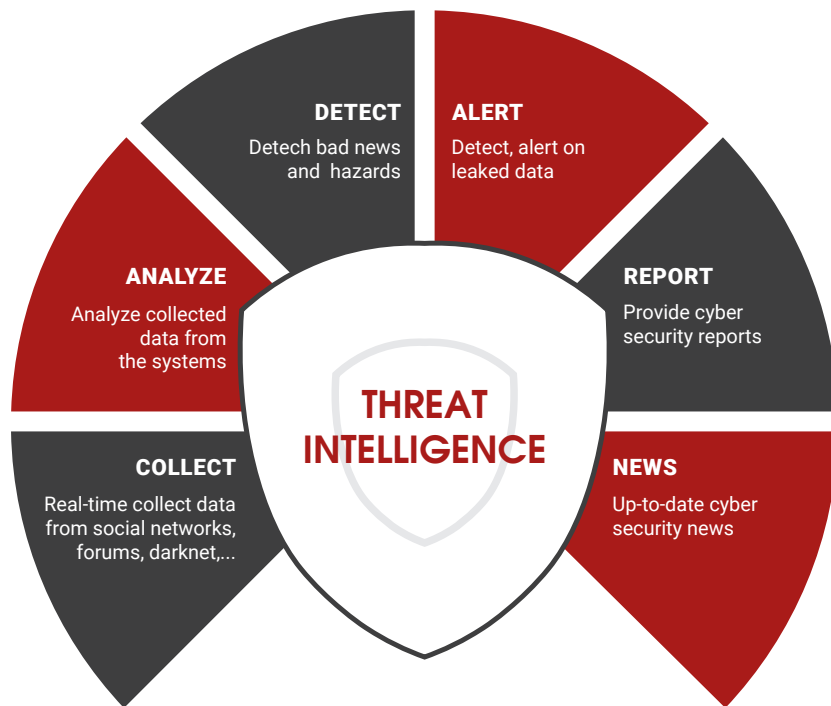 DETECT
Detech bad news
and hazards
ALERT
Detect, alert on
leaked data
ANALYZE
Analyze collected
data from
the systems
REPORT
Provide cyber
security reports
THREAT
INTELLIGENCE
COLLECT
Real-time collect data
from social networks,
forums, darknet,...
NEWS
Up-to-date cyber
security news